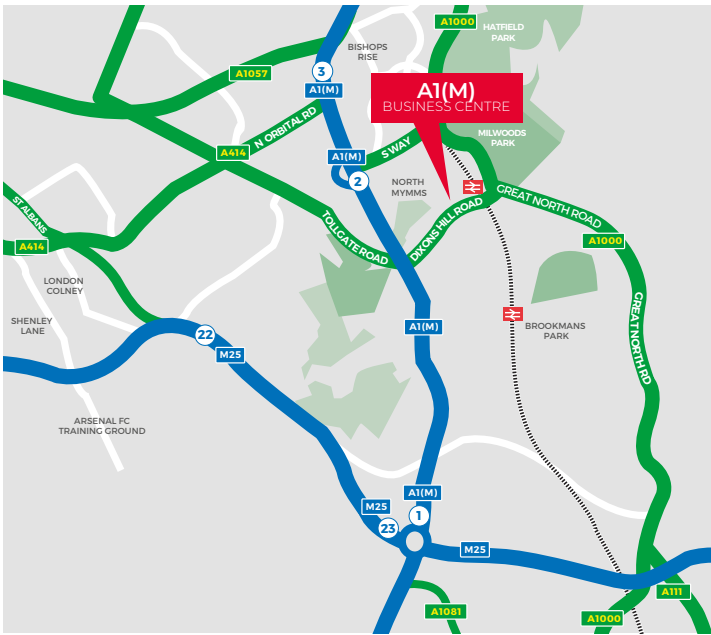 A1000
HATFIELD
PARK
BISHOPS
RISE
3
A1057
A1(M)
A1(M)
BUSINESS CENTRE
N ORBITAL RD
MILWOODS
PARK
S WAY
A414
A1(M)
2
NORTH
MYMMS
GREAT NORTH ROAD
ST ALBANS
TOLLGATE ROAD
DIXONS HILL ROAD
A414
A1000
LONDON
COLNEY
GREAT NORTH RD
SHENLEY
LANE
22
M25
A1(M)
BROOKMANS
PARK
ARSENAL FC
TRAINING GROUND
A1(M)
M25
1
23
M25
A111
A1081
A1000